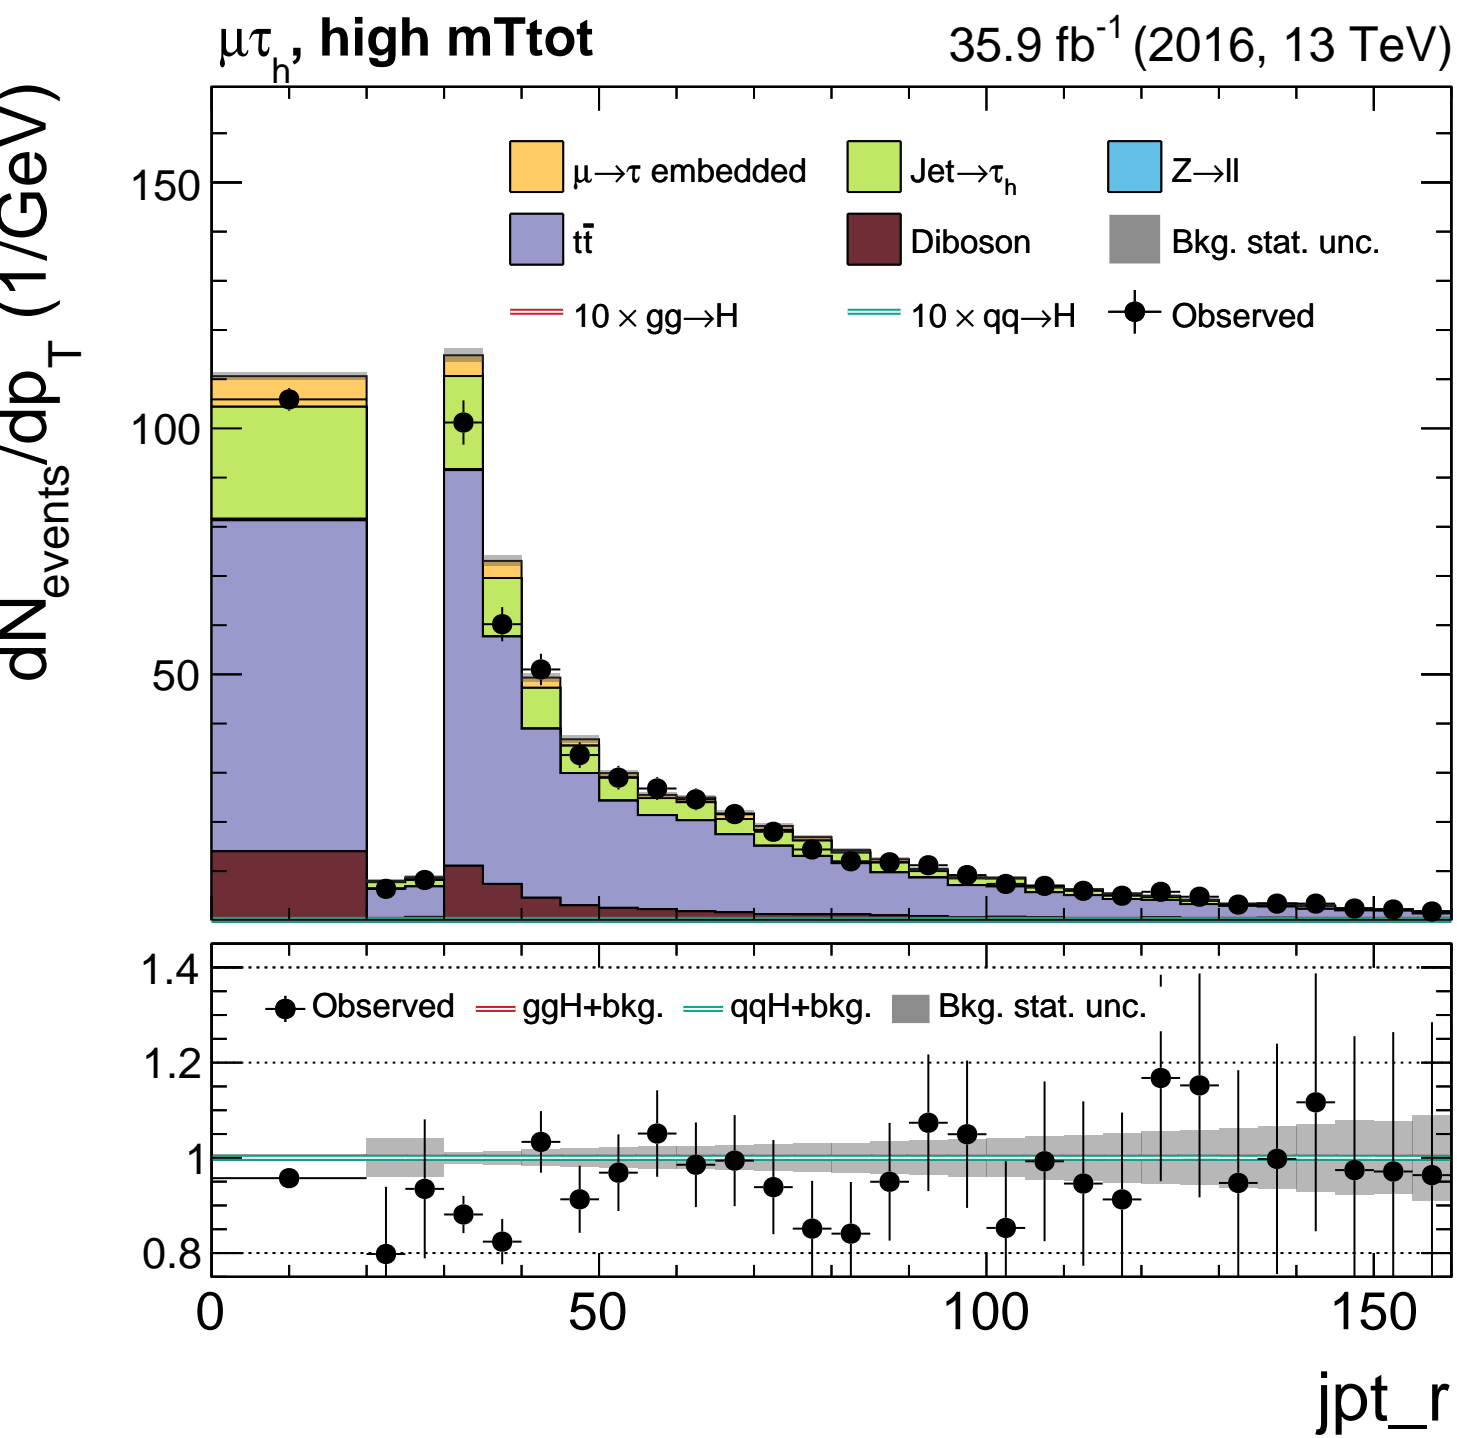 μτh, high mTtot 35.9 fb-1 (2016, 13 TeV)
dNevents/dpT (1/GeV)
150
100
50
μ→τ embedded Jet→τh Z→ll
tt̄ Diboson Bkg. stat. unc.
10 × gg→H 10 × qq→H Observed
1.4
1.2
1
0.8
Observed ggH+bkg. qqH+bkg. Bkg. stat. unc.
0 50 100 150
jpt_r